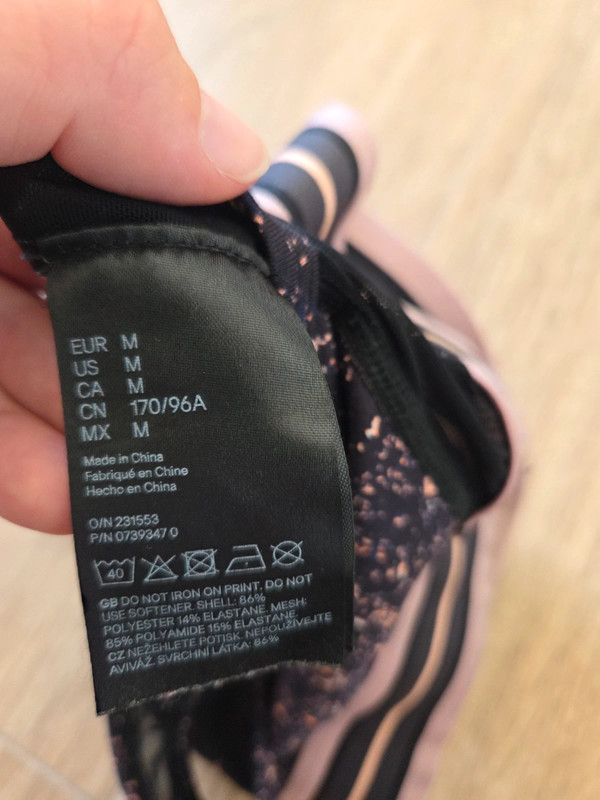 EUR M
US M
CA M
CN 170/96A
MX M
Made in China
Fabriqué en Chine
Hecho en China
O/N 231553
P/N 0739347 0
40
GB DO NOT IRON ON PRINT, DO NOT
USE SOFTENER. SHELL: 86%
POLYESTER 14% ELASTANE. MESH:
85% POLYAMIDE 15% ELASTANE.
CZ NEŽEHLETE POTISK. NEPOUŽÍVEJTE
AVIVÁŽ. SVRCHNÍ LÁTKA: 86%